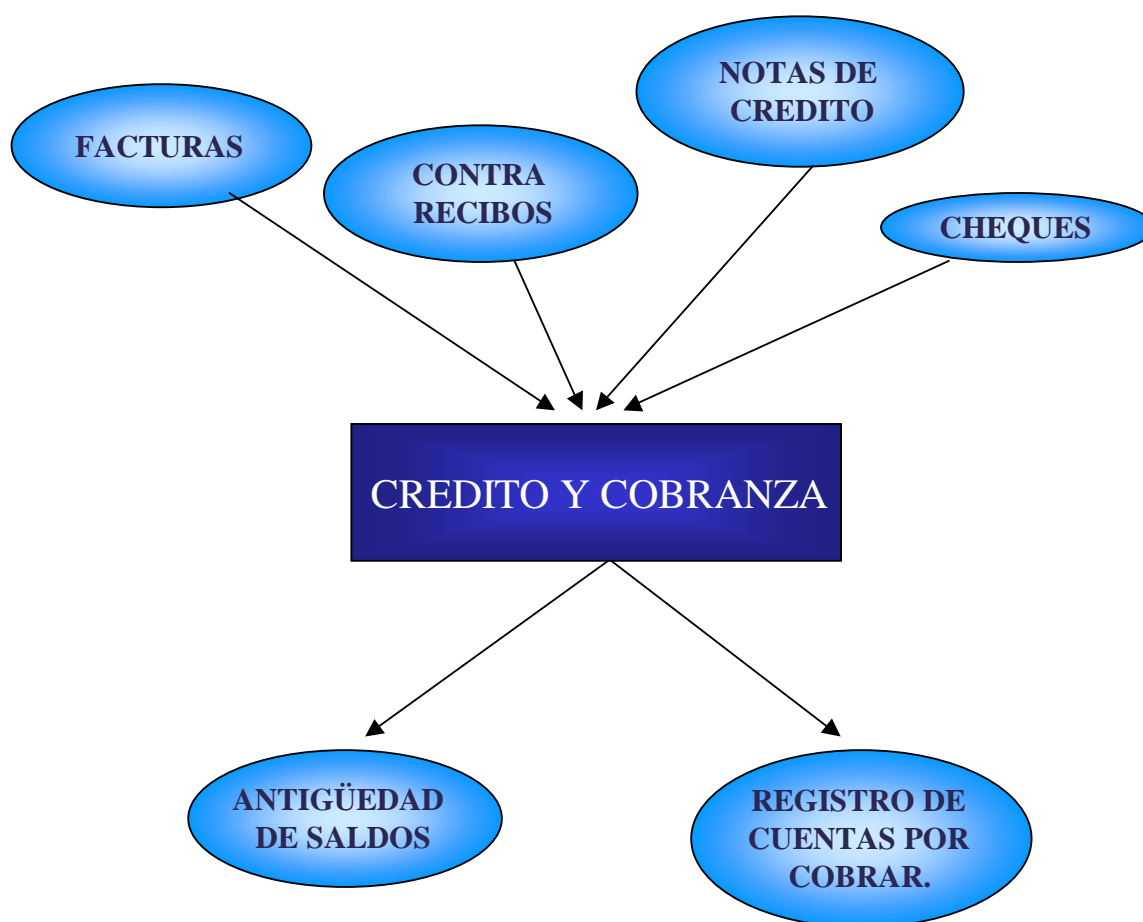 FACTURAS
CONTRA
RECIBOS
NOTAS DE
CREDITO
CHEQUES
CREDITO Y COBRANZA
ANTIGÜEDAD
DE SALDOS
REGISTRO DE
CUENTAS POR
COBRAR.